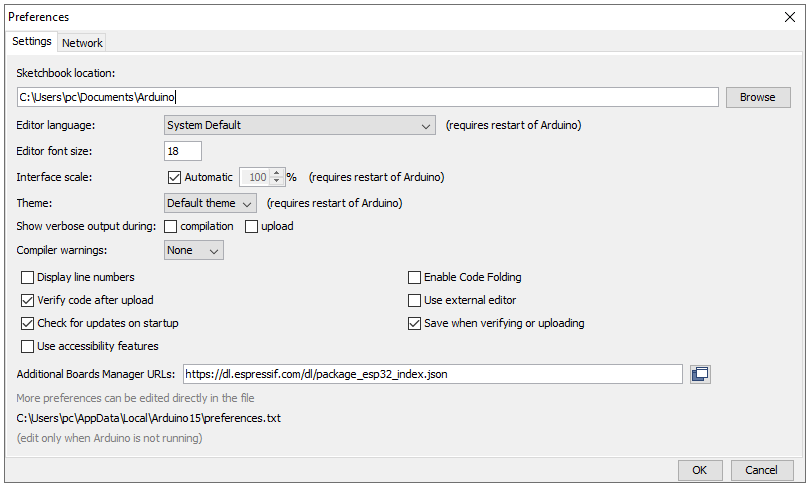 Preferences
Settings Network
Sketchbook location:
C:\Users\pc\Documents\Arduino Browse
Editor language: System Default (requires restart of Arduino)
Editor font size: 18
Interface scale: Automatic 100 % (requires restart of Arduino)
Theme: Default theme (requires restart of Arduino)
Show verbose output during: compilation upload
Compiler warnings: None
Display line numbers Enable Code Folding
Verify code after upload Use external editor
Check for updates on startup Save when verifying or uploading
Use accessibility features
Additional Boards Manager URLs: https://dl.espressif.com/dl/package_esp32_index.json
More preferences can be edited directly in the file
C:\Users\pc\AppData\Local\Arduino15\preferences.txt
(edit only when Arduino is not running)
OK Cancel